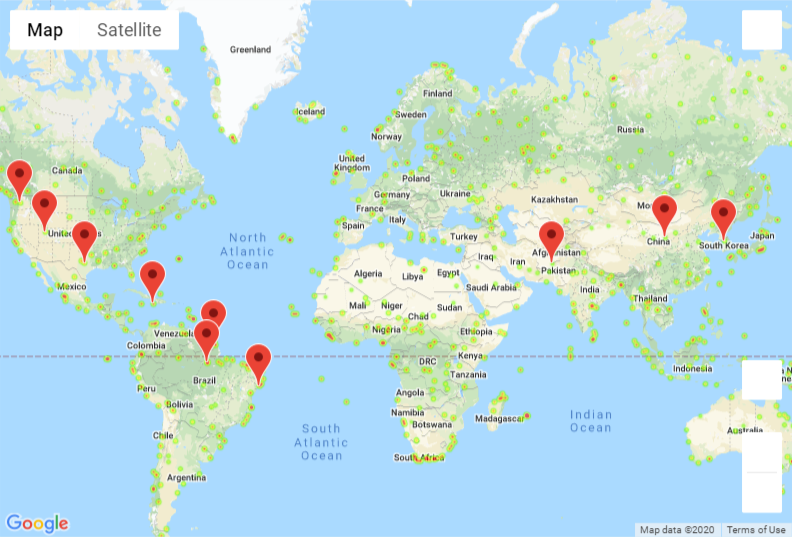 Map
Satellite
Greenland
Iceland
Finland
Sweden
Norway
Russia
United
Kingdom
Canada
Poland
Germany
Ukraine
France
Kazakhstan
Italy
Spain
Turkey
China
Japan
South Korea
North
Atlantic
Ocean
Iraq
Iran
Afghanistan
Pakistan
Algeria
Libya
Egypt
Saudi Arabia
India
Mexico
Mali
Niger
Chad
Sudan
Thailand
Nigeria
Ethiopia
Venezuela
Colombia
DRC
Kenya
Tanzania
Indonesia
Brazil
Peru
Angola
Bolivia
Namibia
Botswana
Madagascar
Indian
Ocean
South
Atlantic
Ocean
Chile
Australia
South Africa
Argentina
Google
Map data ©2020
Terms of Use